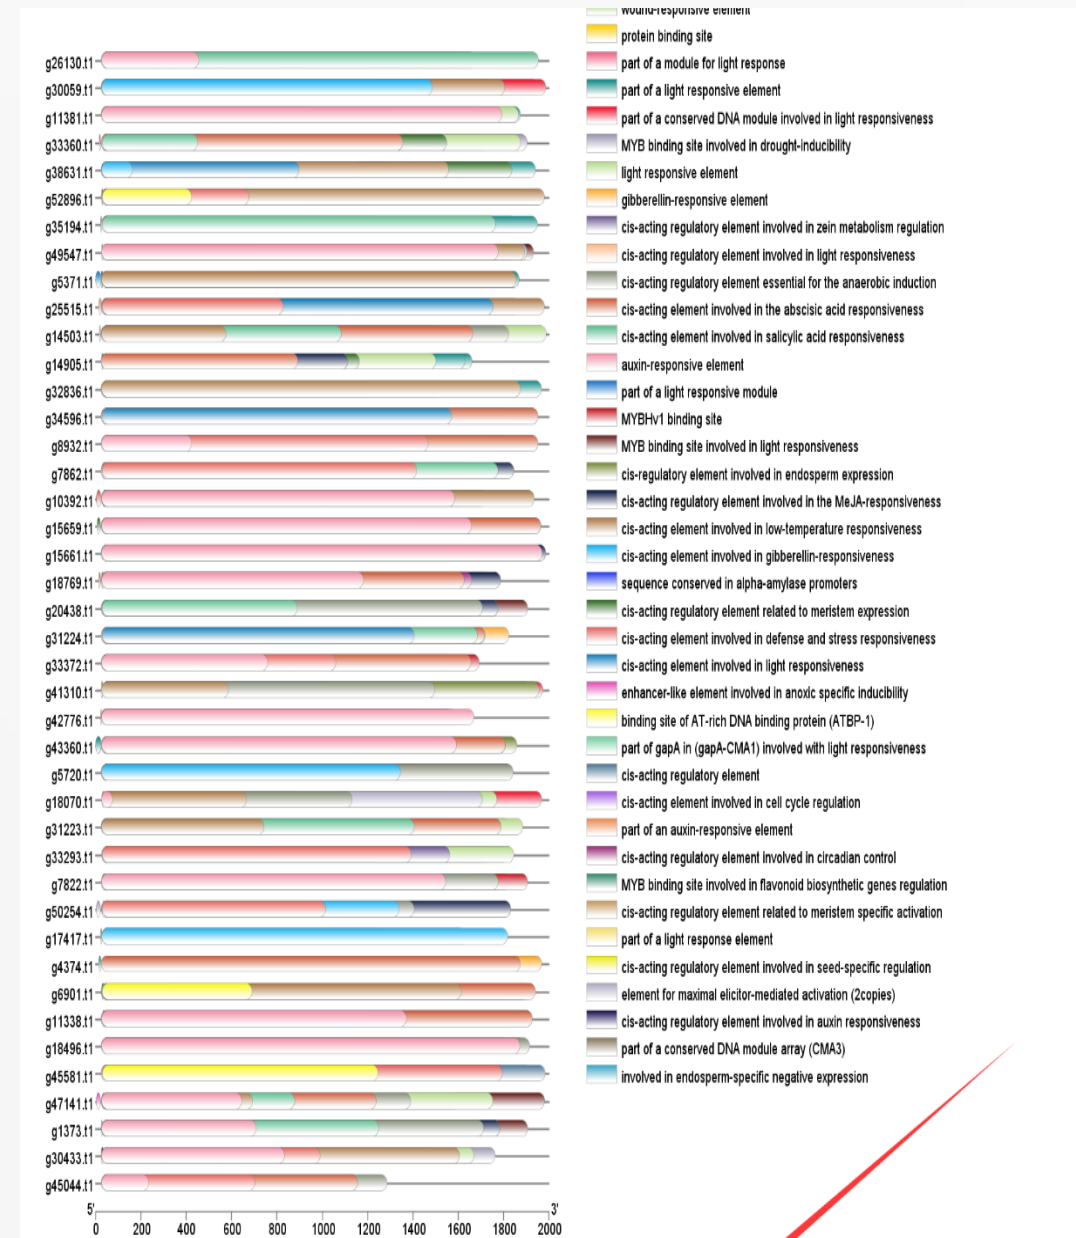 wound-responsive element
protein binding site
part of a module for light response
part of a light responsive element
part of a conserved DNA module involved in light responsiveness
MYB binding site involved in drought-inducibility
light responsive element
gibberellin-responsive element
cis-acting regulatory element involved in zein metabolism regulation
cis-acting regulatory element involved in light responsiveness
cis-acting regulatory element essential for the anaerobic induction
cis-acting element involved in the abscisic acid responsiveness
cis-acting element involved in salicylic acid responsiveness
auxin-responsive element
part of a light responsive module
MYBHv1 binding site
MYB binding site involved in light responsiveness
cis-regulatory element involved in endosperm expression
cis-acting regulatory element involved in the MeJA-responsiveness
cis-acting element involved in low-temperature responsiveness
cis-acting element involved in gibberellin-responsiveness
sequence conserved in alpha-amylase promoters
cis-acting regulatory element related to meristem expression
cis-acting element involved in defense and stress responsiveness
cis-acting element involved in light responsiveness
enhancer-like element involved in anoxic specific inducibility
binding site of AT-rich DNA binding protein (ATBP-1)
part of gapA in (gapA-CMA1) involved with light responsiveness
cis-acting regulatory element
cis-acting element involved in cell cycle regulation
part of an auxin-responsive element
cis-acting regulatory element involved in circadian control
MYB binding site involved in flavonoid biosynthetic genes regulation
cis-acting regulatory element related to meristem specific activation
part of a light response element
cis-acting regulatory element involved in seed-specific regulation
element for maximal elicitor-mediated activation (2copies)
cis-acting regulatory element involved in auxin responsiveness
part of a conserved DNA module array (CMA3)
involved in endosperm-specific negative expression
g26130.t1
g30059.t1
g11381.t1
g33360.t1
g38631.t1
g52896.t1
g35194.t1
g49547.t1
g5371.t1
g25515.t1
g14503.t1
g14905.t1
g32836.t1
g34596.t1
g8932.t1
g7862.t1
g10392.t1
g15659.t1
g15661.t1
g18769.t1
g20438.t1
g31224.t1
g33372.t1
g41310.t1
g42776.t1
g43360.t1
g5720.t1
g18070.t1
g31223.t1
g33293.t1
g7822.t1
g50254.t1
g17417.t1
g4374.t1
g6901.t1
g11338.t1
g18496.t1
g45581.t1
g47141.t1
g1373.t1
g30433.t1
g45044.t1
5' 3'
0 200 400 600 800 1000 1200 1400 1600 1800 2000